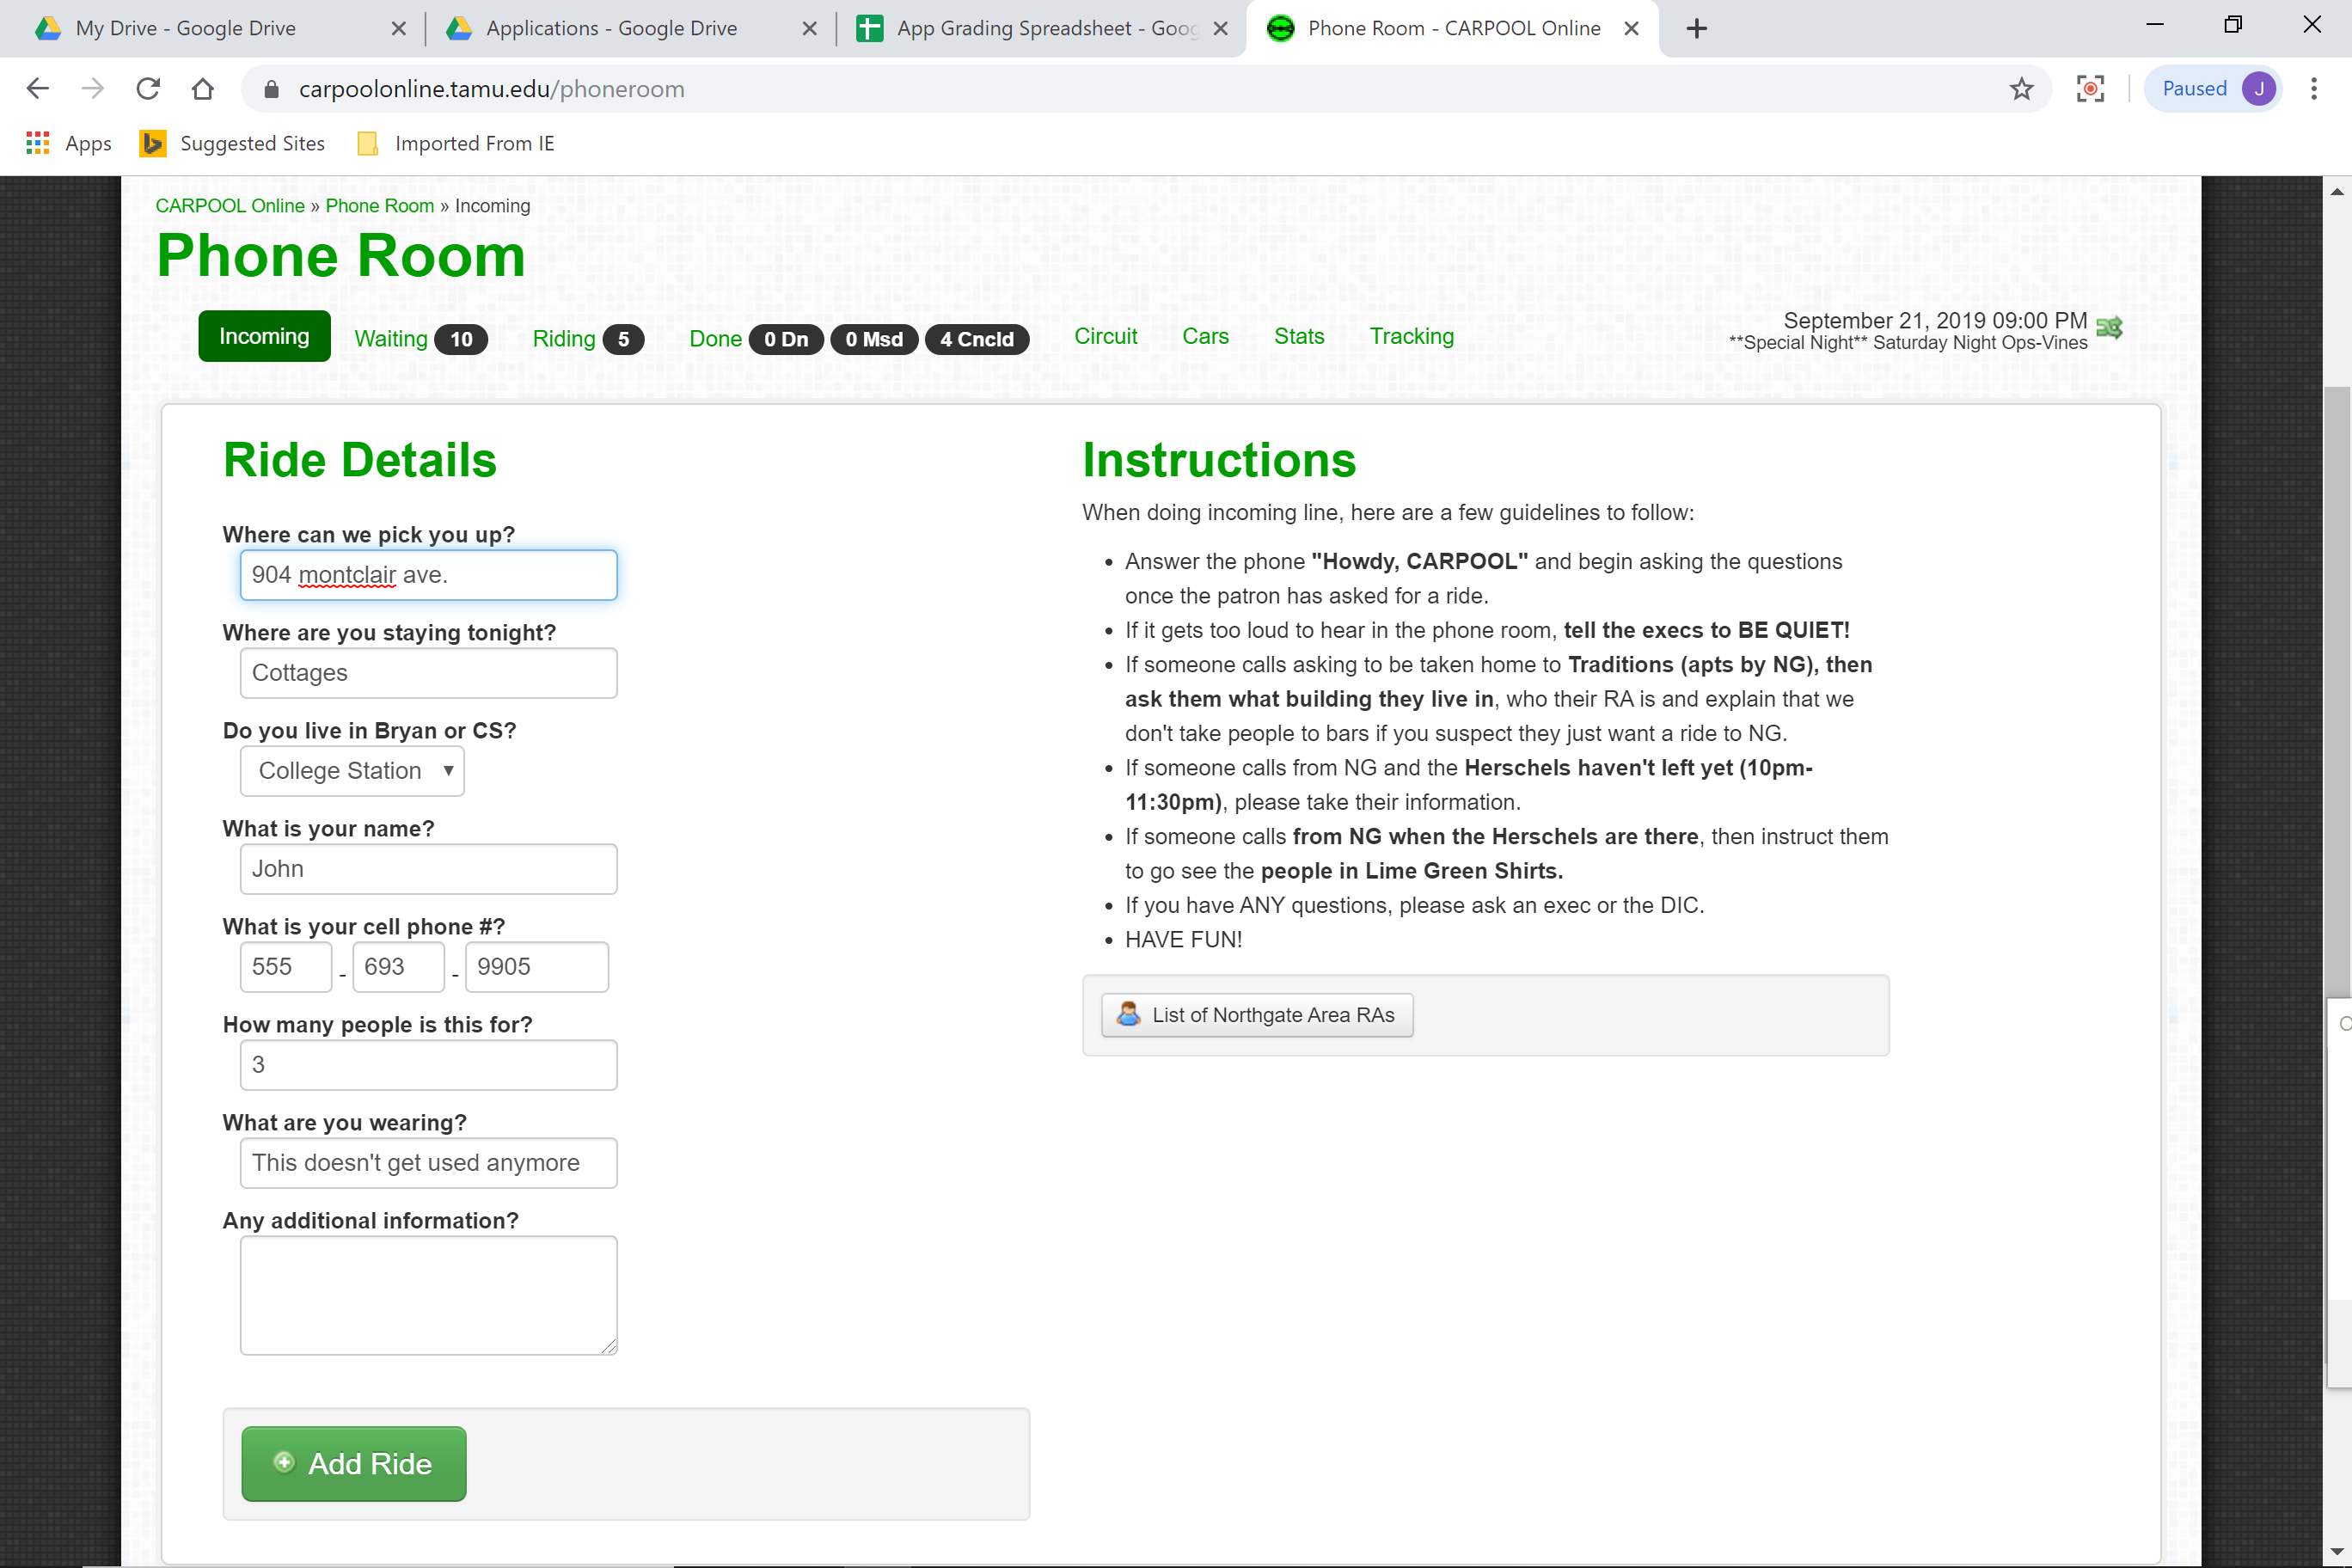 My Drive - Google Drive
Applications - Google Drive
App Grading Spreadsheet - Goog
Phone Room - CARPOOL Online
carpoolonline.tamu.edu/phoneroom
Paused J
Apps
Suggested Sites
Imported From IE
CARPOOL Online » Phone Room » Incoming
Phone Room
Incoming Waiting 10 Riding 5 Done 0 Dn 0 Msd 4 Cncld Circuit Cars Stats Tracking
September 21, 2019 09:00 PM
**Special Night** Saturday Night Ops-Vines
Ride Details
Where can we pick you up?
904 montclair ave.
Where are you staying tonight?
Cottages
Do you live in Bryan or CS?
College Station
What is your name?
John
What is your cell phone #?
555 - 693 - 9905
How many people is this for?
3
What are you wearing?
This doesn't get used anymore
Any additional information?
Add Ride
Instructions
When doing incoming line, here are a few guidelines to follow:
• Answer the phone "Howdy, CARPOOL" and begin asking the questions
once the patron has asked for a ride.
• If it gets too loud to hear in the phone room, tell the execs to BE QUIET!
• If someone calls asking to be taken home to Traditions (apts by NG), then
ask them what building they live in, who their RA is and explain that we
don't take people to bars if you suspect they just want a ride to NG.
• If someone calls from NG and the Herschels haven't left yet (10pm-
11:30pm), please take their information.
• If someone calls from NG when the Herschels are there, then instruct them
to go see the people in Lime Green Shirts.
• If you have ANY questions, please ask an exec or the DIC.
• HAVE FUN!
List of Northgate Area RAs